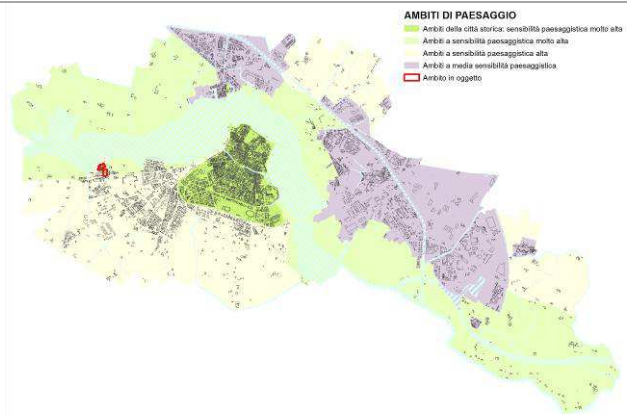 AMBITI DI PAESAGGIO
Ambiti della città storica: sensibilità paesaggistica molto alta
Ambiti a sensibilità paesaggistica molto alta
Ambiti a sensibilità paesaggistica alta
Ambiti a media sensibilità paesaggistica
Ambito in oggetto